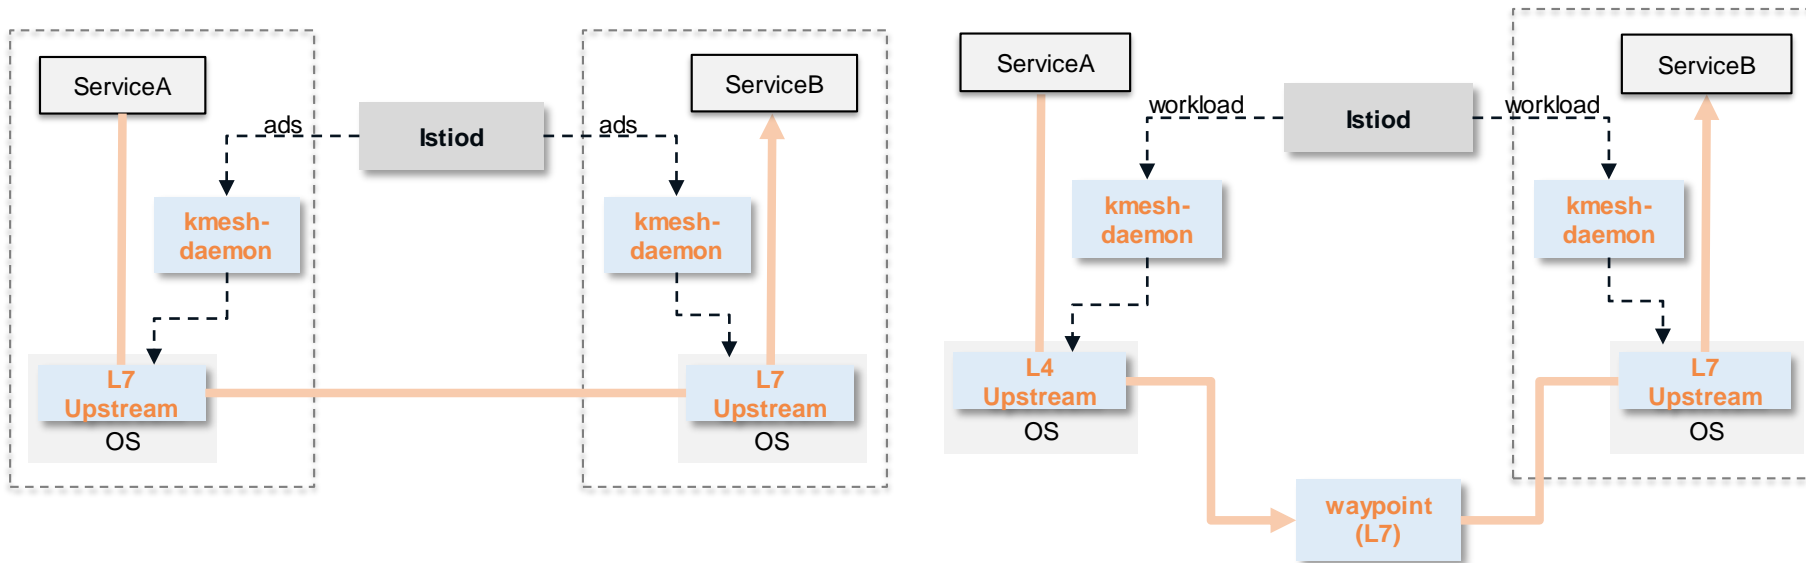 ServiceA
ServiceB
ads
Istiod
ads
kmesh-
daemon
kmesh-
daemon
L7
Upstream
OS
L7
Upstream
OS
ServiceA
ServiceB
workload
Istiod
workload
kmesh-
daemon
kmesh-
daemon
L4
Upstream
OS
L7
Upstream
OS
waypoint
(L7)